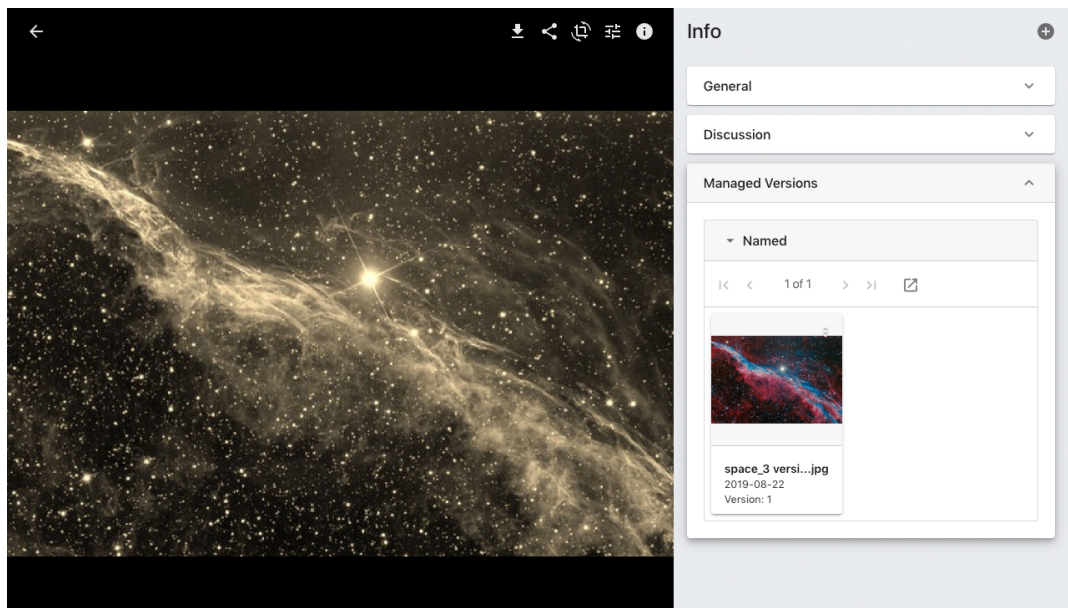 Info
General
Discussion
Managed Versions
Named
1 of 1
space_3 versi...jpg
2019-08-22
Version: 1